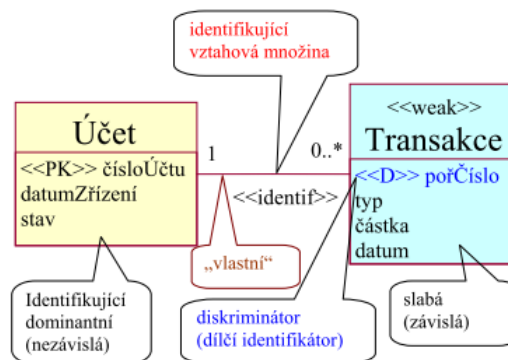 identifikující
vztahová množina
Účet
<<PK>> čísloÚčtu
datumZřízení
stav
1
0..*
<<identif>>
<<weak>>
Transakce
<<D>> pořČíslo
typ
částka
datum
„vlastní“
Identifikující
dominantní
(nezávislá)
diskriminátor
(dílčí identifikátor)
slabá
(závislá)